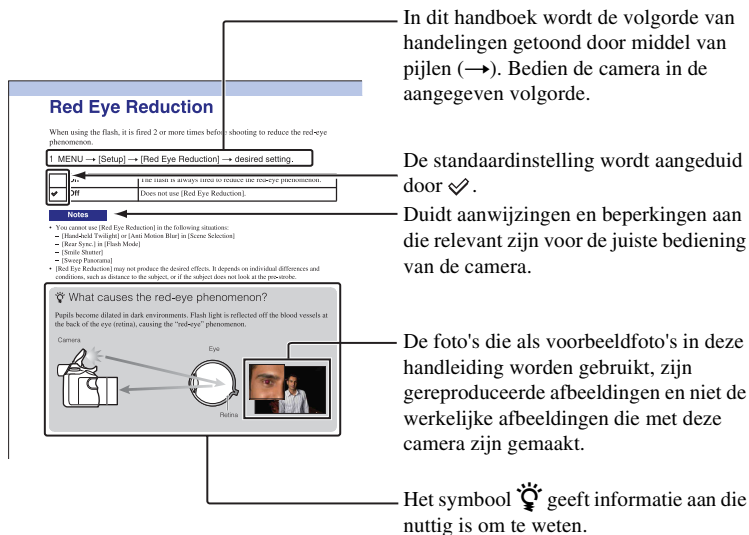 In dit handboek wordt de volgorde van
handelingen getoond door middel van
pijlen (→). Bedien de camera in de
aangegeven volgorde.
Red Eye Reduction
When using the flash, it is fired 2 or more times before shooting to reduce the red-eye
phenomenon.
1 MENU → [Setup] → [Red Eye Reduction] → desired setting.
The flash is always fired to reduce the red-eye phenomenon.
✔ Off Does not use [Red Eye Reduction].
De standaardinstelling wordt aangeduid
door ✓.
Notes
Duidt aanwijzingen en beperkingen aan
die relevant zijn voor de juiste bediening
van de camera.
• You cannot use [Red Eye Reduction] in the following situations:
– [Hand-held Twilight] or [Anti Motion Blur] in [Scene Selection]
– [Rear Sync.] in [Flash Mode]
– [Smile Shutter]
– [Sweep Panorama]
• [Red Eye Reduction] may not produce the desired effects. It depends on individual differences and
conditions, such as distance to the subject, or if the subject does not look at the pre-strobe.
What causes the red-eye phenomenon?
Pupils become dilated in dark environments. Flash light is reflected off the blood vessels at
the back of the eye (retina), causing the “red-eye” phenomenon.
Camera
Eye
Retina
De foto's die als voorbeeldfoto's in deze
handleiding worden gebruikt, zijn
gereproduceerde afbeeldingen en niet de
werkelijke afbeeldingen die met deze
camera zijn gemaakt.
Het symbool geeft informatie aan die
nuttig is om te weten.